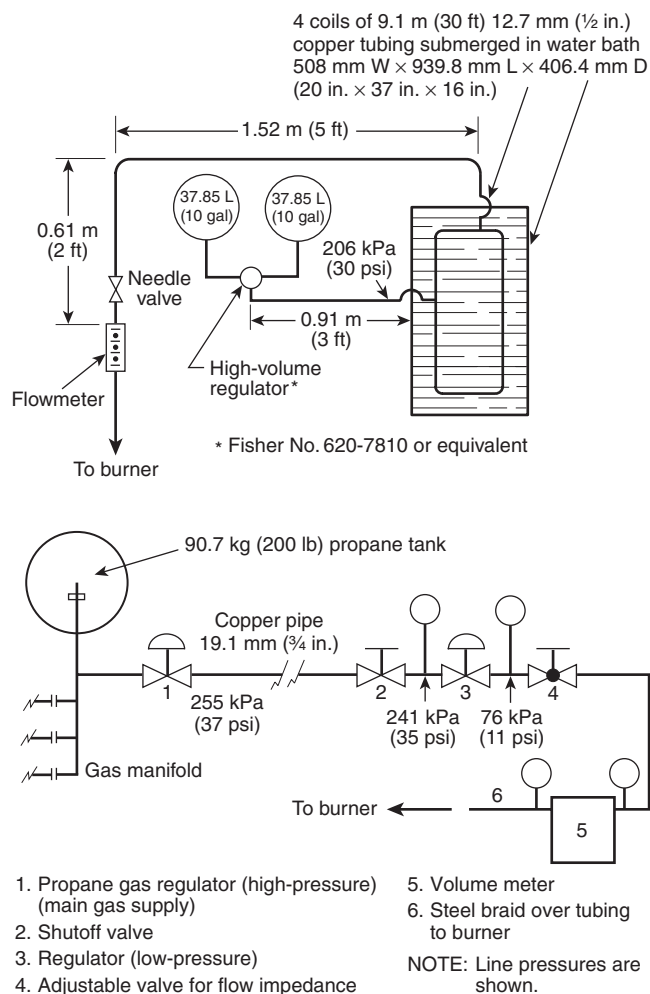 4 coils of 9.1 m (30 ft) 12.7 mm (½ in.)
copper tubing submerged in water bath
508 mm W × 939.8 mm L × 406.4 mm D
(20 in. × 37 in. × 16 in.)
1.52 m (5 ft)
37.85 L
(10 gal)
37.85 L
(10 gal)
0.61 m
(2 ft)
206 kPa
(30 psi)
Needle
valve
0.91 m
(3 ft)
High-volume
regulator*
Flowmeter
* Fisher No. 620-7810 or equivalent
To burner
90.7 kg (200 lb) propane tank
Copper pipe
19.1 mm (¾ in.)
1
2
3
4
255 kPa
(37 psi)
241 kPa
(35 psi)
76 kPa
(11 psi)
Gas manifold
To burner
6
5
1. Propane gas regulator (high-pressure)
(main gas supply)
2. Shutoff valve
3. Regulator (low-pressure)
4. Adjustable valve for flow impedance
5. Volume meter
6. Steel braid over tubing
to burner
NOTE: Line pressures are
shown.